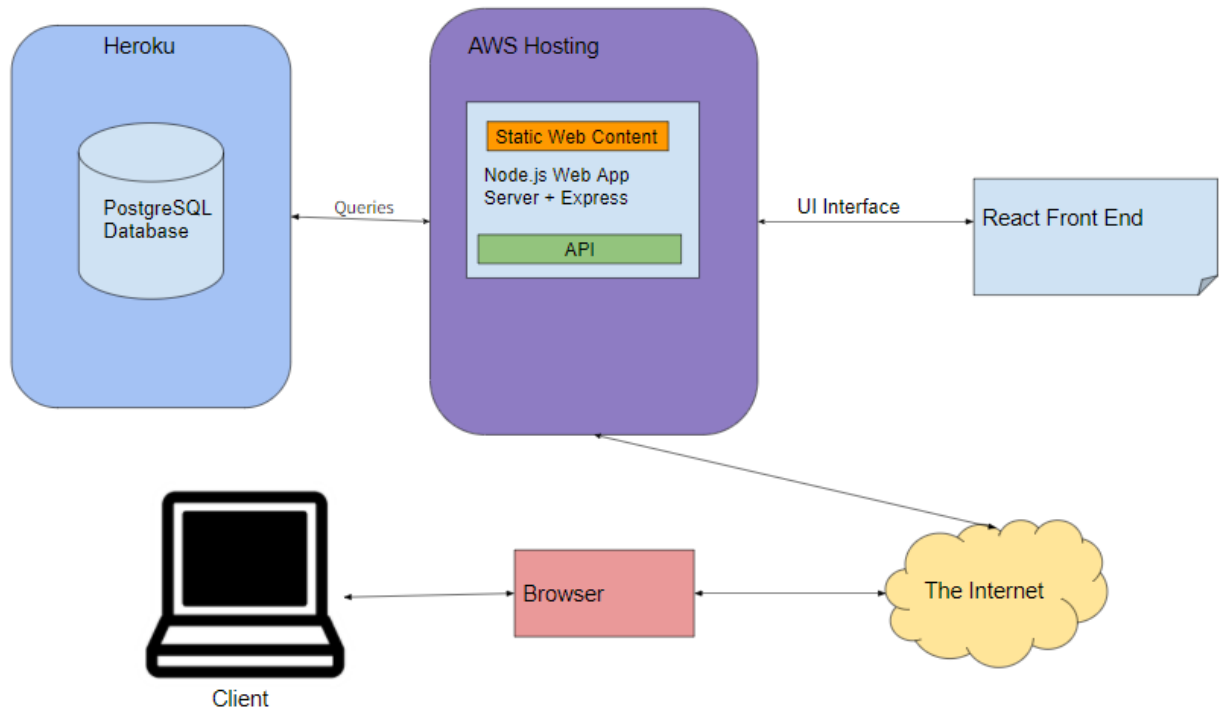 Heroku
AWS Hosting
Static Web Content
Node.js Web App
Server + Express
API
PostgreSQL
Database
Queries
UI Interface
React Front End
Browser
The Internet
Client